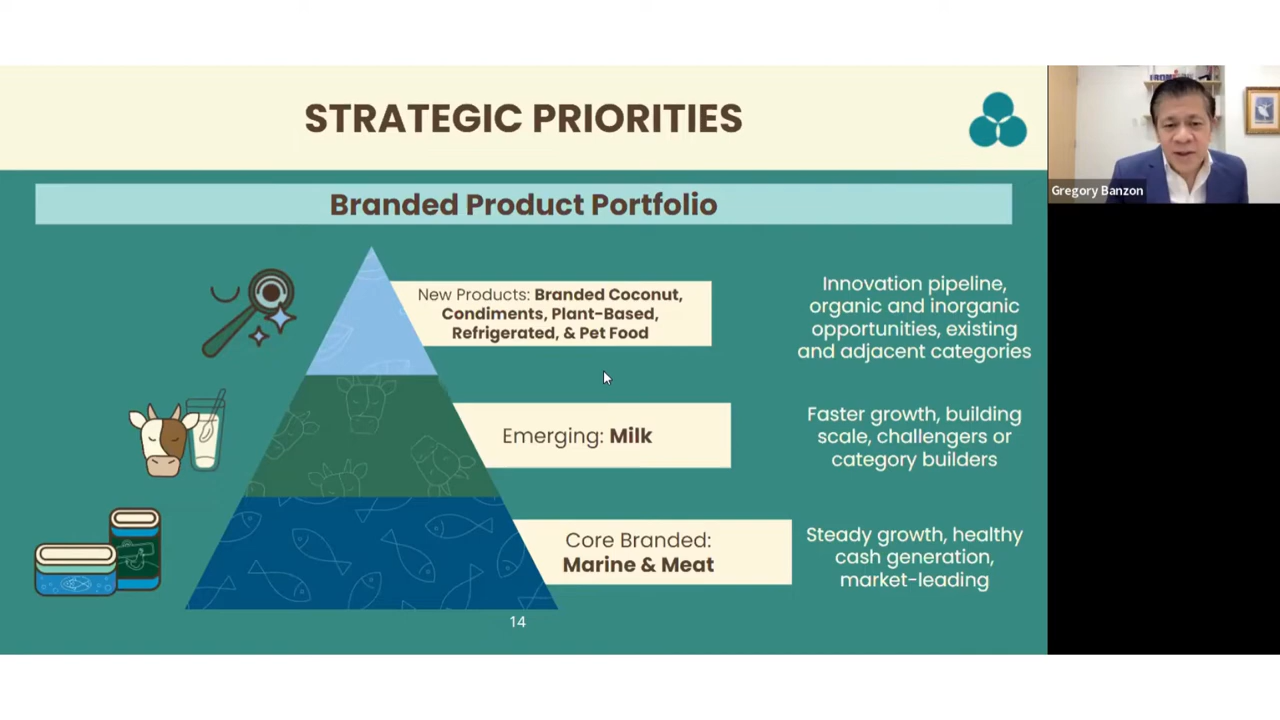 STRATEGIC PRIORITIES
Branded Product Portfolio
New Products: Branded Coconut,
Condiments, Plant-Based,
Refrigerated, & Pet Food
Innovation pipeline,
organic and inorganic
opportunities, existing
and adjacent categories
Emerging: Milk
Faster growth, building
scale, challengers or
category builders
Core Branded:
Marine & Meat
Steady growth, healthy
cash generation,
market-leading
14
Gregory Banzon